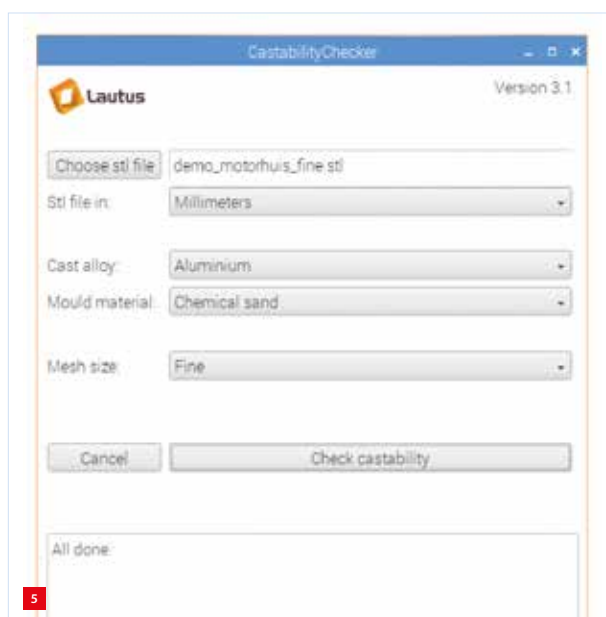 CastabilityChecker
Lautus
Version 3.1
Choose stl file demo_motorhuis_fine.stl
Stl file in: Millimeters
Cast alloy: Aluminium
Mould material: Chemical sand
Mesh size: Fine
Cancel Check castability
All done.
5